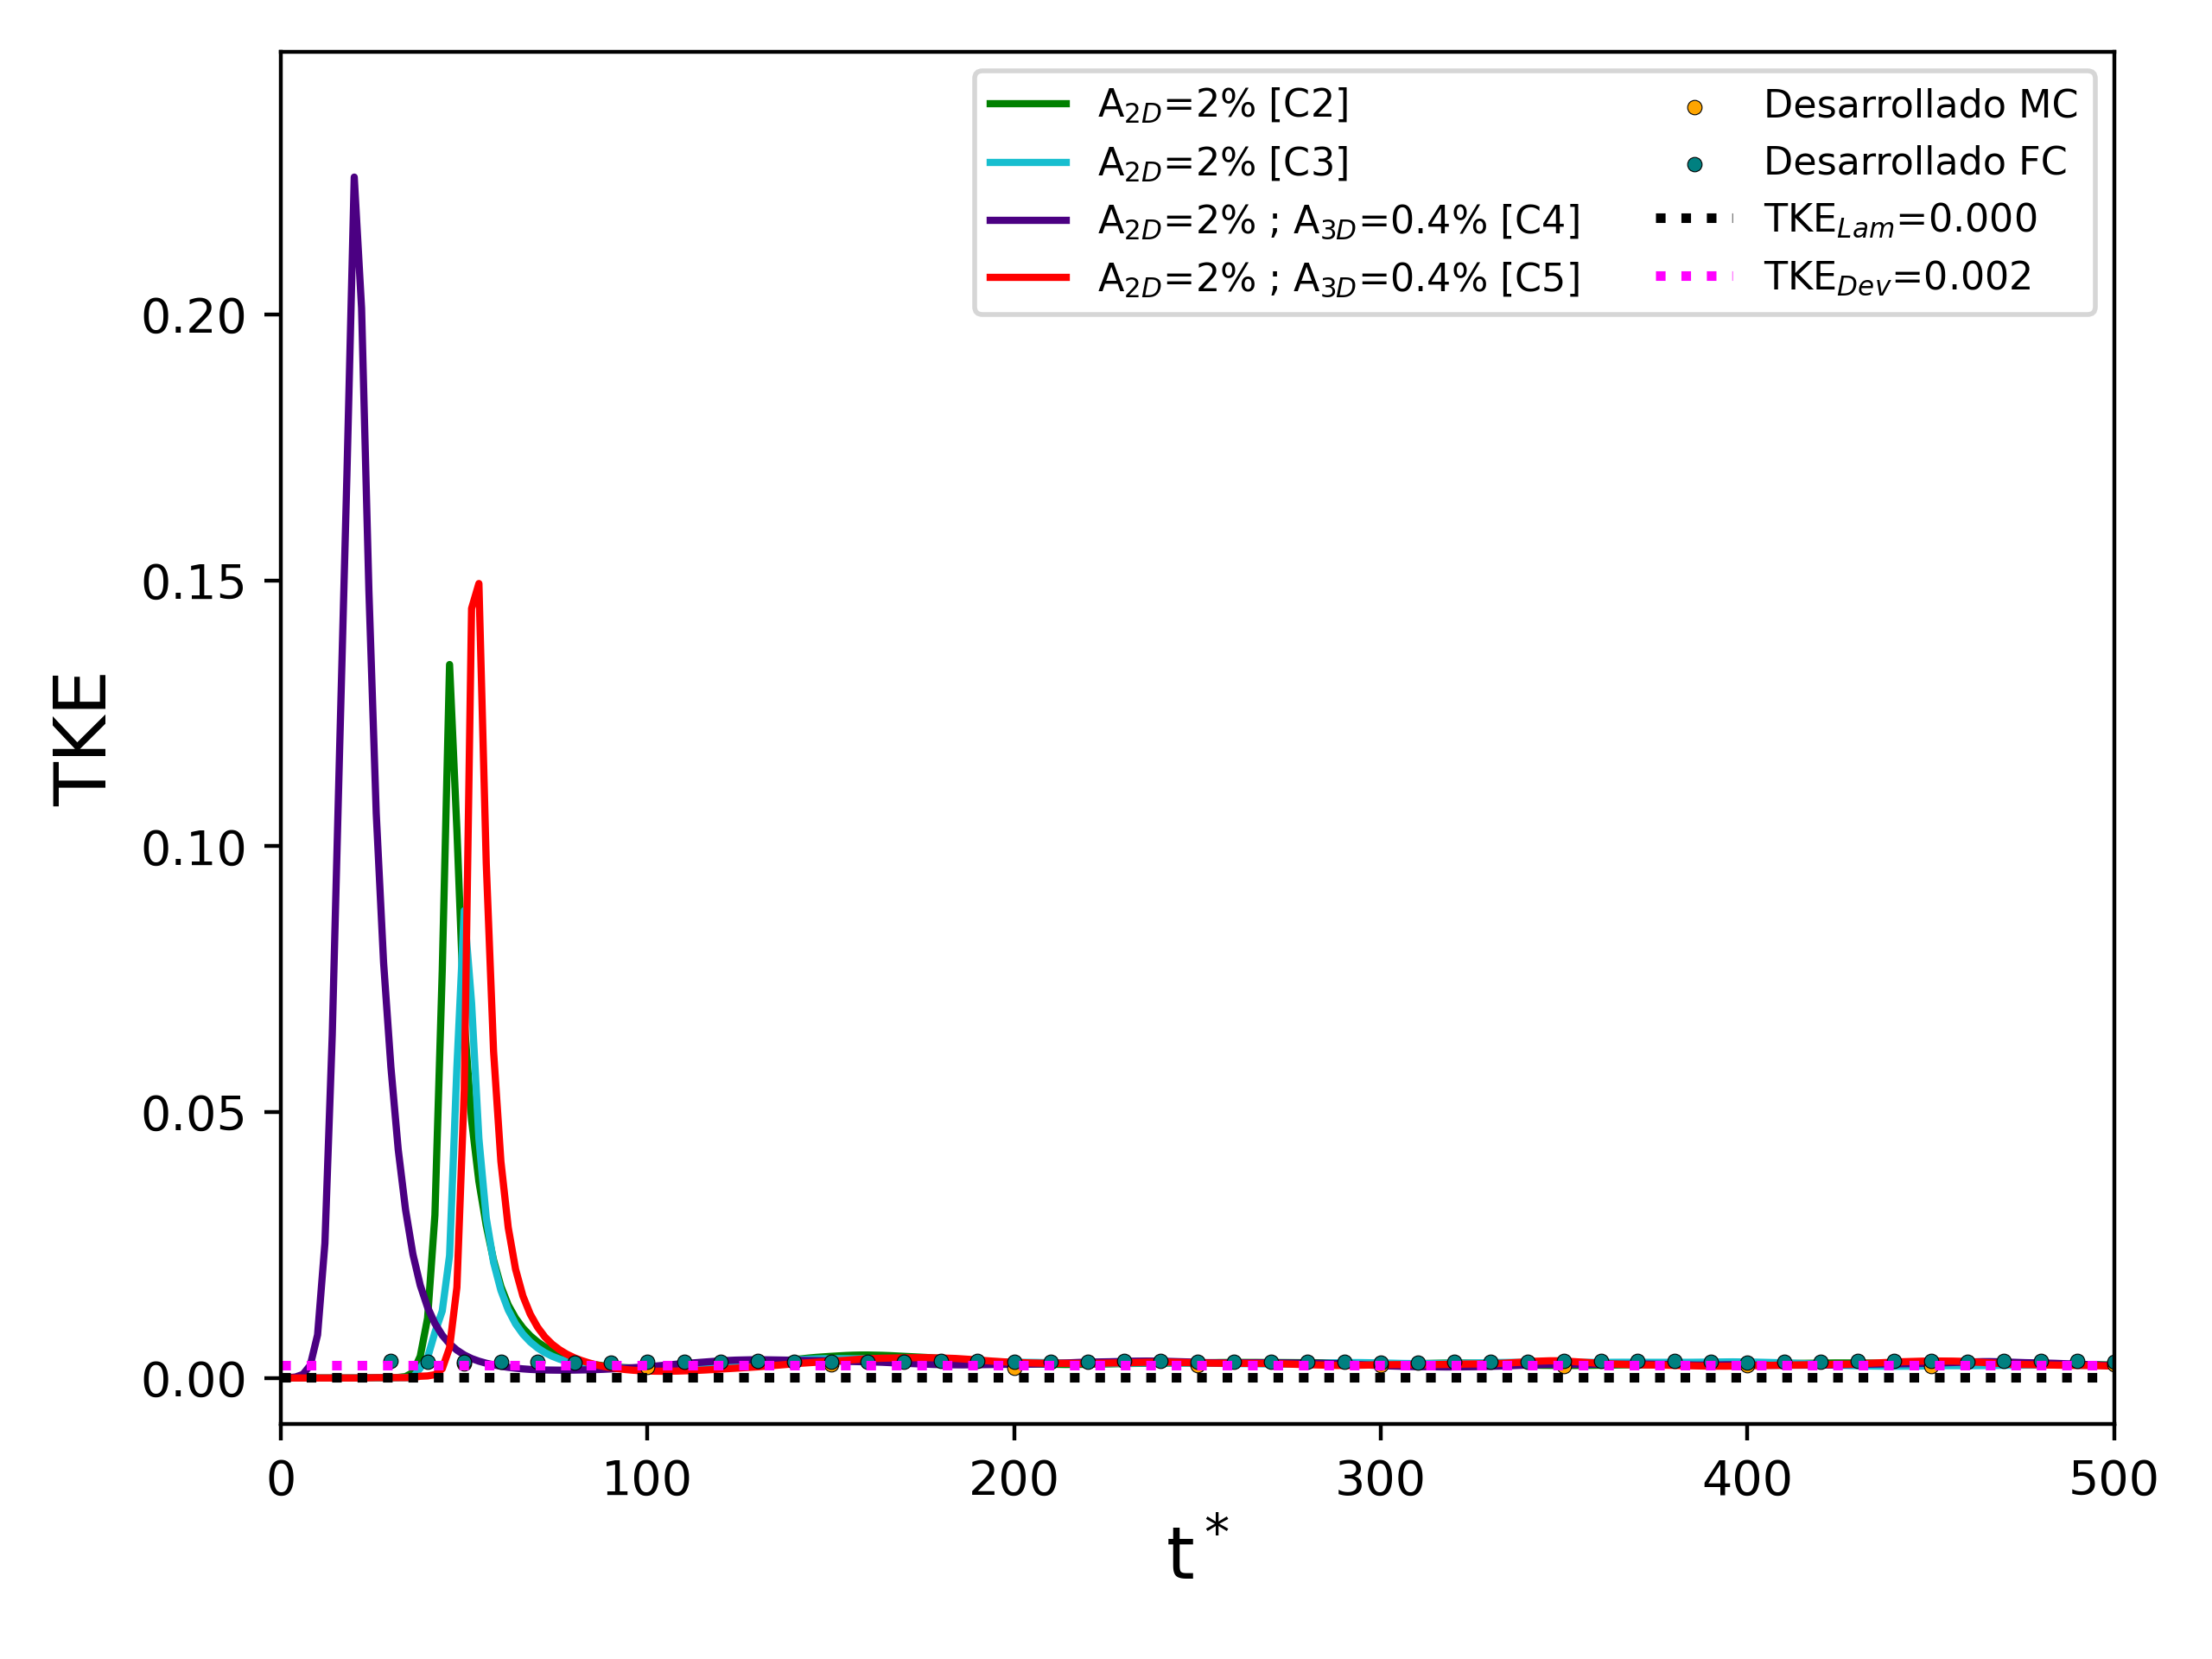 A2D=2% [C2]
A2D=2% [C3]
A2D=2% ; A3D=0.4% [C4]
A2D=2% ; A3D=0.4% [C5]
Desarrollado MC
Desarrollado FC
TKELam=0.000
TKEDev=0.002
TKE
0.20
0.15
0.10
0.05
0.00
0 100 200 300 400 500
t*